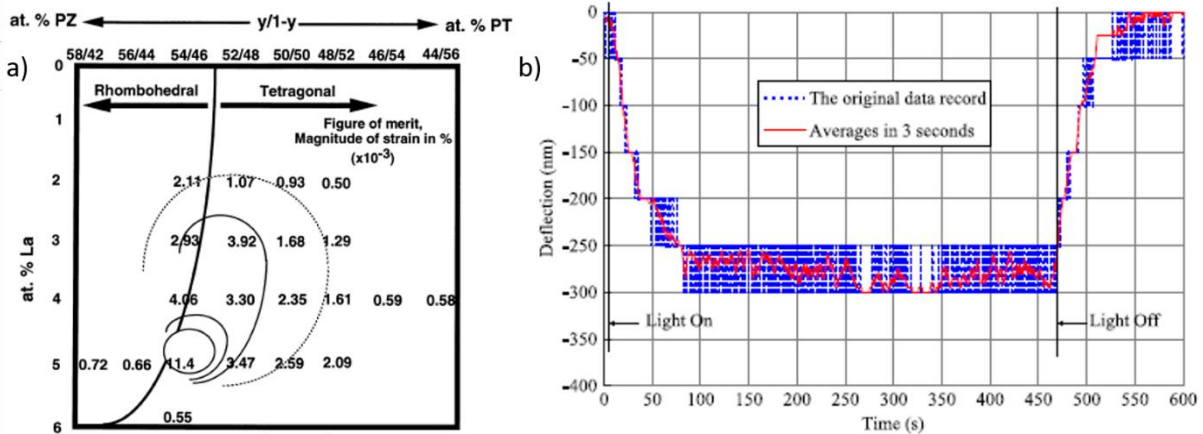 at. % PZ
y/1-y
at. % PT
a)
58/42 56/44 54/46 52/48 50/50 48/52 46/54 44/56
0
Rhombohedral
Tetragonal
1
Figure of merit,
Magnitude of strain in %
(x10-3)
2
2.11 1.07 0.93 0.50
3
2.93 3.92 1.68 1.29
at. % La
4
4.06 3.30 2.35 1.61 0.59 0.58
5
0.72 0.66 11.4 3.47 2.59 2.09
0.55
6
b)
0
-50
-100
-150
-200
-250
-300
-350
-400
Deflection (nm)
The original data record
Averages in 3 seconds
Light On
Light Off
0 50 100 150 200 250 300 350 400 450 500 550 600
Time (s)